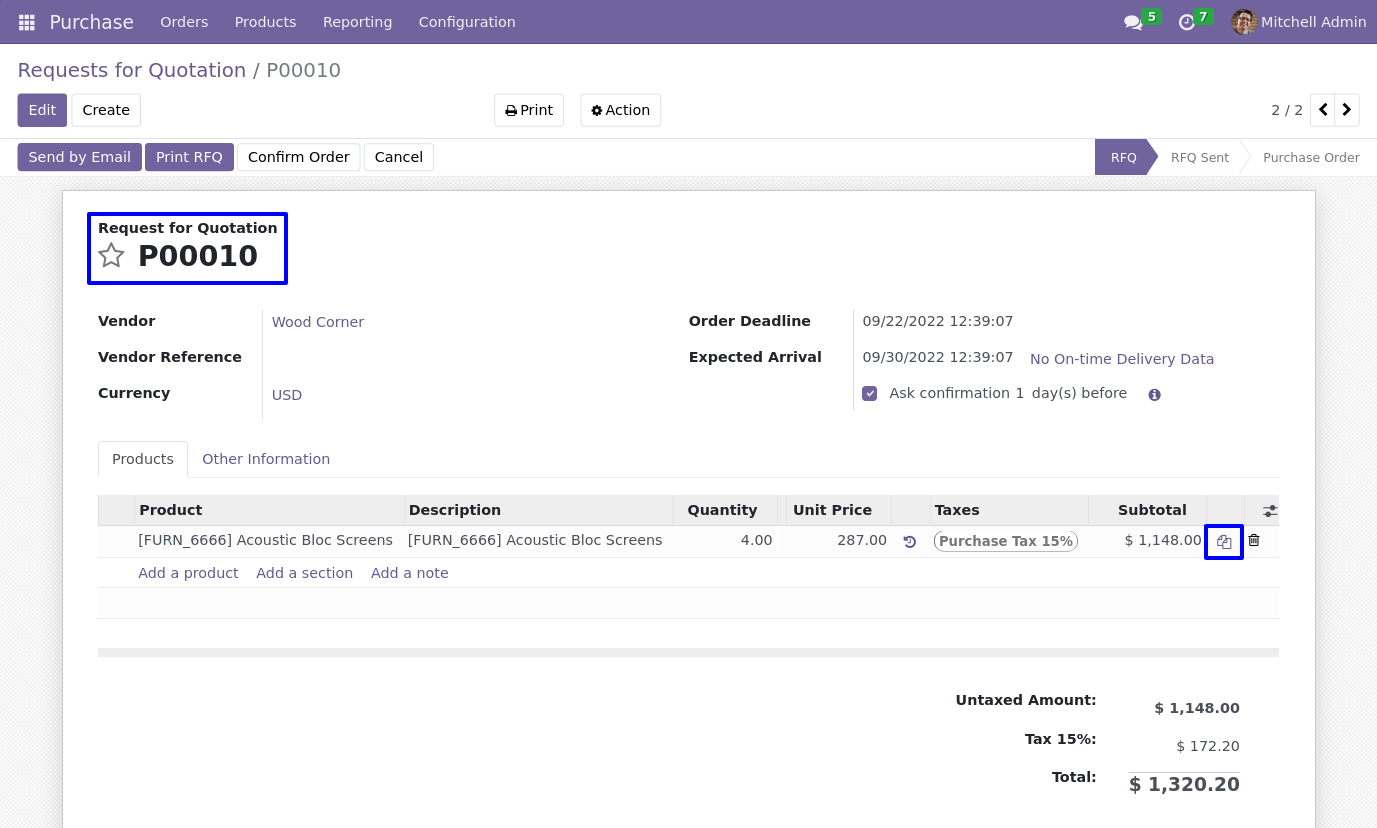 Purchase Orders Products Reporting Configuration 5 7 Mitchell Admin
Requests for Quotation / P00010
Edit Create Print Action 2 / 2
Send by Email Print RFQ Confirm Order Cancel RFQ RFQ Sent Purchase Order
Request for Quotation
P00010
Vendor Wood Corner Order Deadline 09/22/2022 12:39:07
Vendor Reference Expected Arrival 09/30/2022 12:39:07 No On-time Delivery Data
Currency USD Ask confirmation 1 day(s) before
Products Other Information
Product Description Quantity Unit Price Taxes Subtotal
[FURN_6666] Acoustic Bloc Screens [FURN_6666] Acoustic Bloc Screens 4.00 287.00 Purchase Tax 15% $ 1,148.00
Add a product Add a section Add a note
Untaxed Amount: $ 1,148.00
Tax 15%: $ 172.20
Total: $ 1,320.20